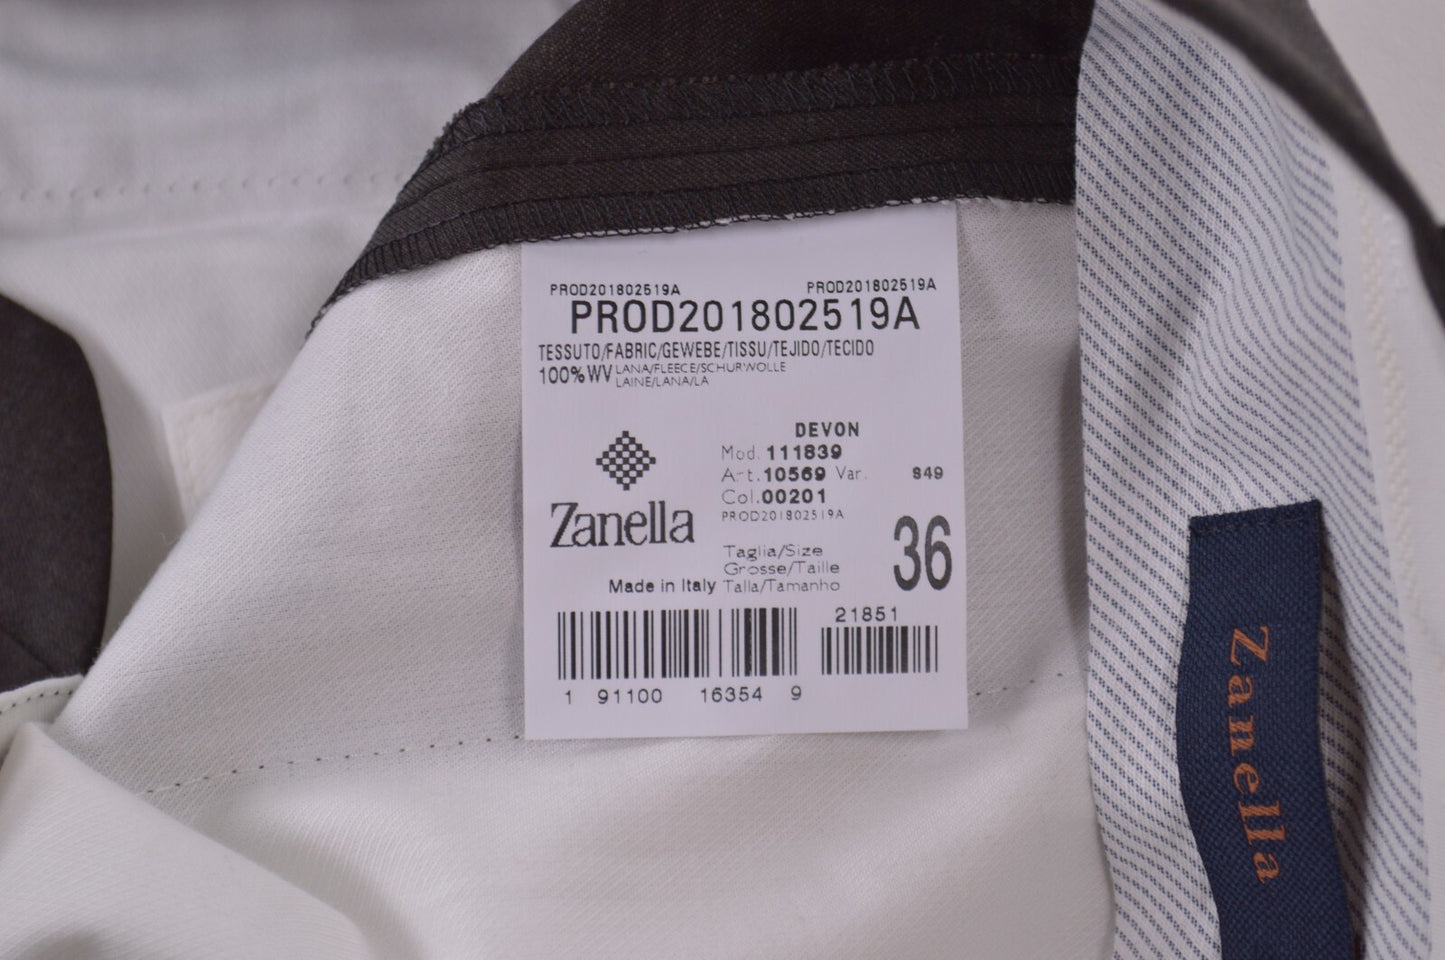 PROD201802519A PROD201802519A
PROD201802519A
TESSUTO/FABRIC/GEWEBE/TISSU/TEJIDO/TECIDO
100%WV LANA/FLEECE/SCHURWOLLE
LAINE/LANA/LA
DEVON
Mod. 111839
Art. 10569 Var. S49
Col. 00201
PROD201802519A
Zanella
36
Taglia/Size
Grosse/Taille
Made in Italy Talla/Tamanho
21851
1 91100 16354 9
Zanella